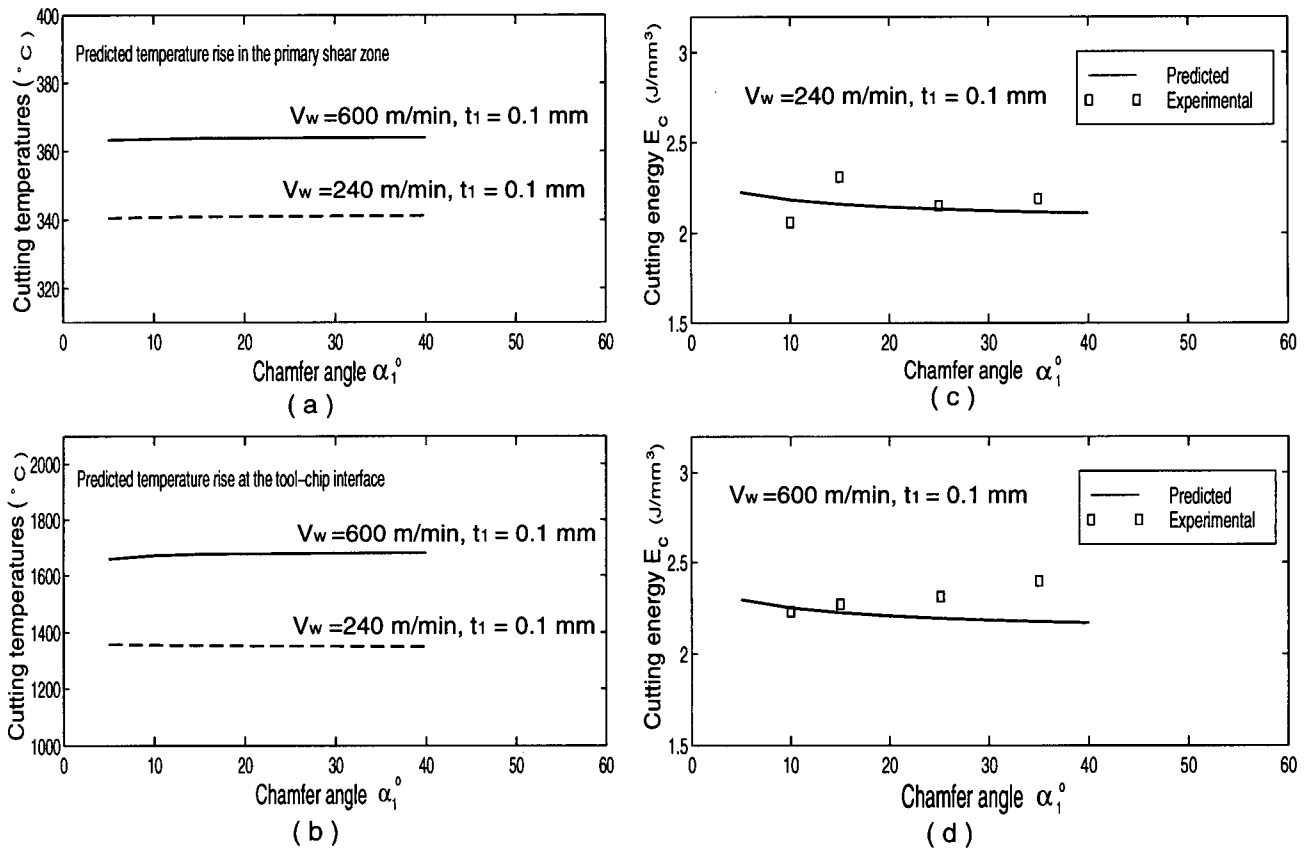 Cutting temperatures ( °C )
400
380
360
340
320
Predicted temperature rise in the primary shear zone
Vw =600 m/min, t1 = 0.1 mm
Vw =240 m/min, t1 = 0.1 mm
0 10 20 30 40 50 60
Chamfer angle α1°
( a )
Cutting temperatures ( °C )
2000
1800
1600
1400
1200
1000
Predicted temperature rise at the tool–chip interface
Vw =600 m/min, t1 = 0.1 mm
Vw =240 m/min, t1 = 0.1 mm
0 10 20 30 40 50 60
Chamfer angle α1°
( b )
Cutting energy Ec (J/mm³)
3
2.5
2
1.5
Vw =240 m/min, t1 = 0.1 mm
Predicted
Experimental
0 10 20 30 40 50 60
Chamfer angle α1°
( c )
Cutting energy Ec (J/mm³)
3
2.5
2
1.5
Vw =600 m/min, t1 = 0.1 mm
Predicted
Experimental
0 10 20 30 40 50 60
Chamfer angle α1°
( d )